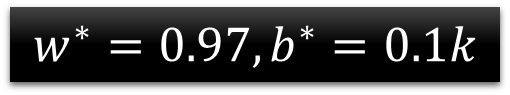 w* = 0.97, b* = 0.1k